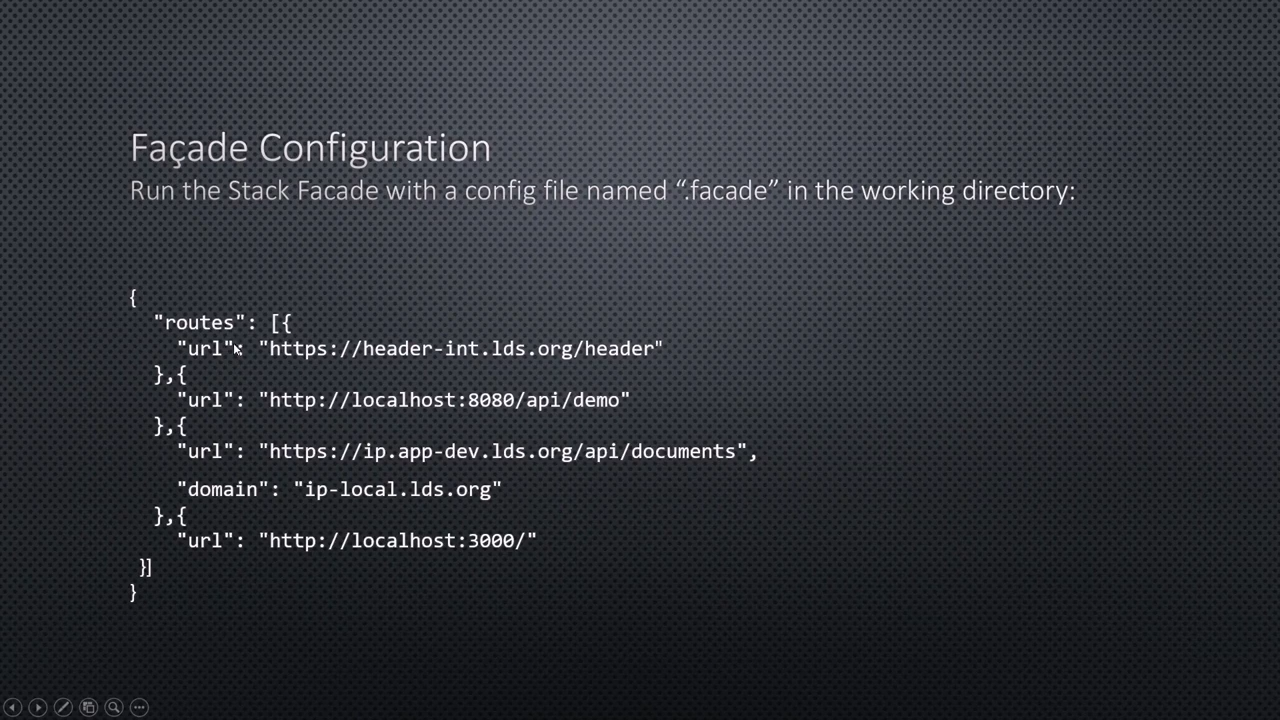 Façade Configuration
Run the Stack Facade with a config file named “.facade” in the working directory:
{
"routes": [{
"url": "https://header-int.lds.org/header"
},{
"url": "http://localhost:8080/api/demo"
},{
"url": "https://ip.app-dev.lds.org/api/documents",
"domain": "ip-local.lds.org"
},{
"url": "http://localhost:3000/"
}]
}